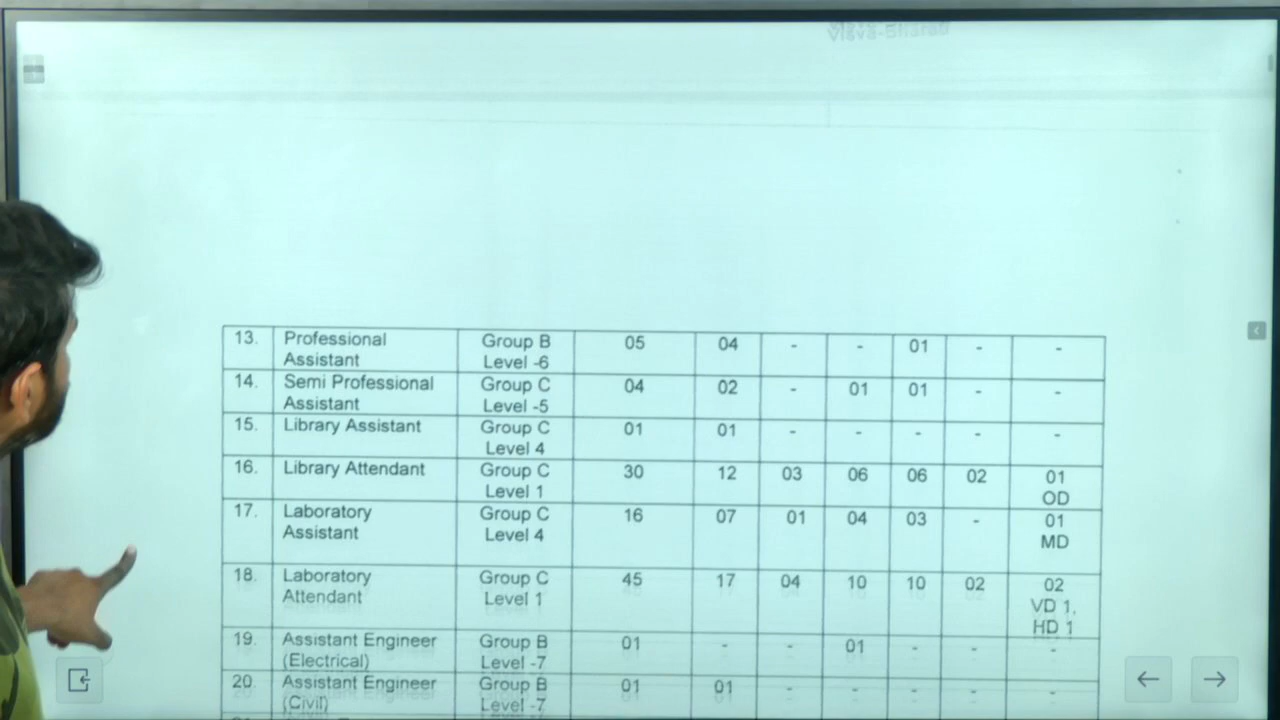 Visva-Bharati
13. Professional Assistant Group B Level -6 05 04 - - 01 - -
14. Semi Professional Assistant Group C Level -5 04 02 - 01 01 - -
15. Library Assistant Group C Level 4 01 01 - - - - -
16. Library Attendant Group C Level 1 30 12 03 06 06 02 01 OD
17. Laboratory Assistant Group C Level 4 16 07 01 04 03 - 01 MD
18. Laboratory Attendant Group C Level 1 45 17 04 10 10 02 02 VD 1, HD 1
19. Assistant Engineer (Electrical) Group B Level -7 01 - - 01 - - -
20. Assistant Engineer (Civil) Group B Level -7 01 01 - - - - -